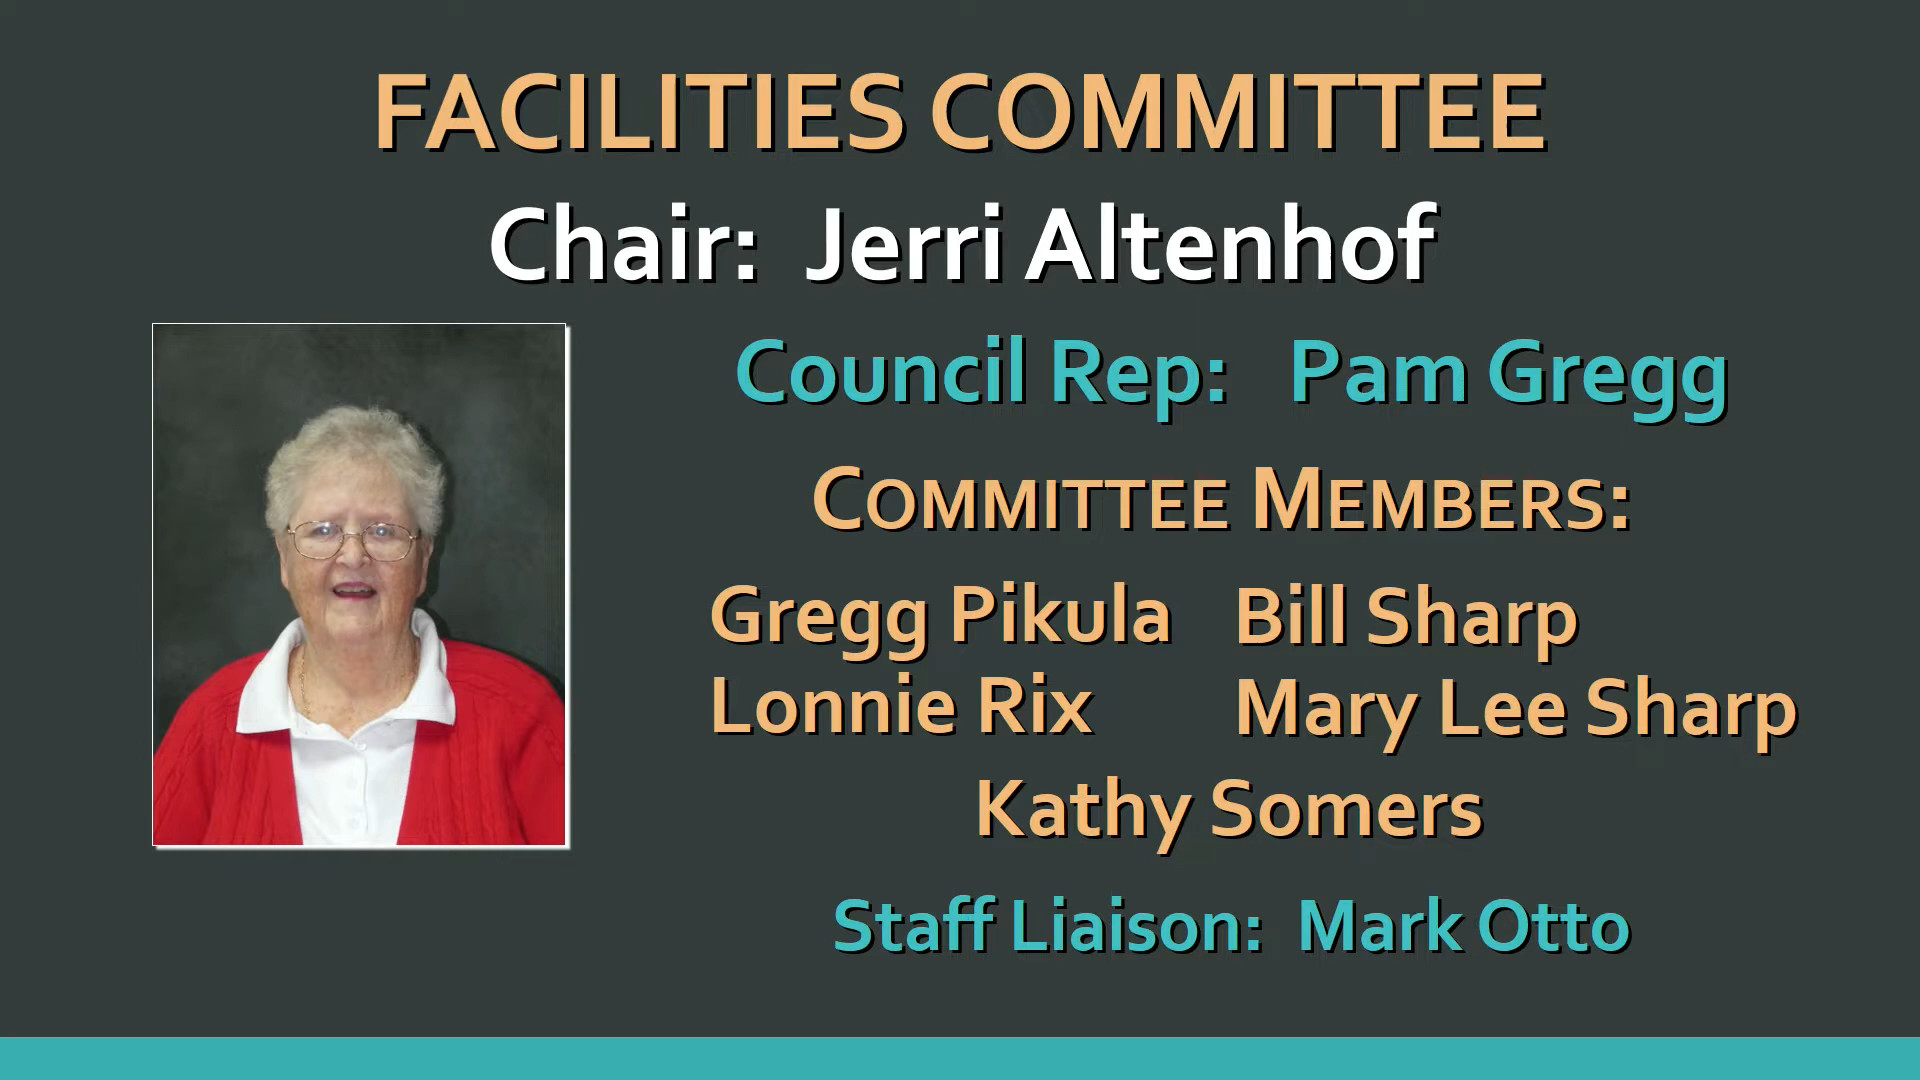 FACILITIES COMMITTEE
Chair: Jerri Altenhof
Council Rep: Pam Gregg
COMMITTEE MEMBERS:
Gregg Pikula Bill Sharp
Lonnie Rix Mary Lee Sharp
Kathy Somers
Staff Liaison: Mark Otto